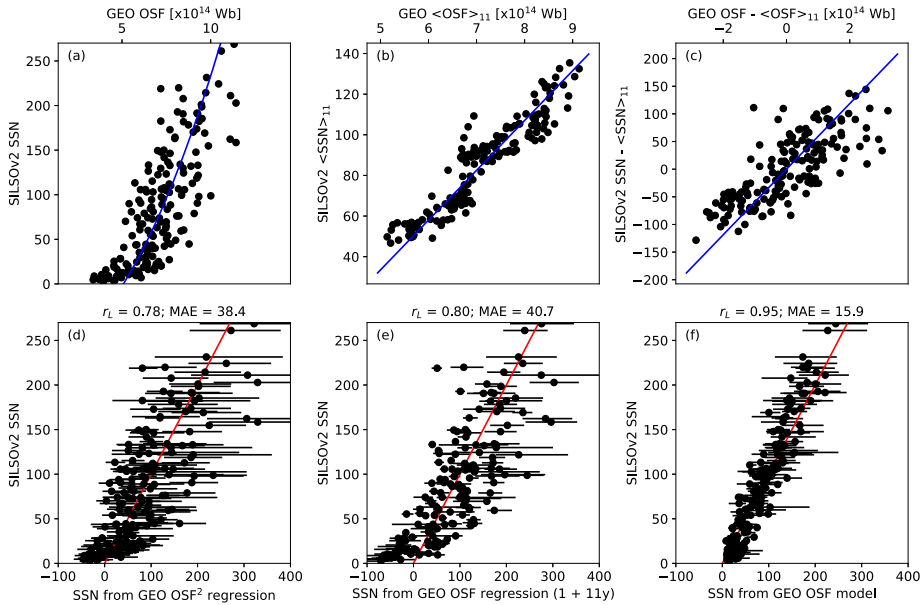 GEO OSF [x10¹⁴ Wb]
5 10
(a)
SILSOv2 SSN
250
200
150
100
50
0
GEO <OSF>₁₁ [x10¹⁴ Wb]
5 6 7 8 9
(b)
SILSOv2 <SSN>₁₁
140
120
100
80
60
40
GEO OSF - <OSF>₁₁ [x10¹⁴ Wb]
−2 0 2
(c)
SILSOv2 SSN - <SSN>₁₁
200
150
100
50
0
−50
−100
−150
−200
r_L = 0.78; MAE = 38.4
(d)
SILSOv2 SSN
250
200
150
100
50
0
−100 0 100 200 300 400
SSN from GEO OSF² regression
r_L = 0.80; MAE = 40.7
(e)
SILSOv2 SSN
250
200
150
100
50
0
−100 0 100 200 300 400
SSN from GEO OSF regression (1 + 11y)
r_L = 0.95; MAE = 15.9
(f)
SILSOv2 SSN
250
200
150
100
50
0
−100 0 100 200 300 400
SSN from GEO OSF model